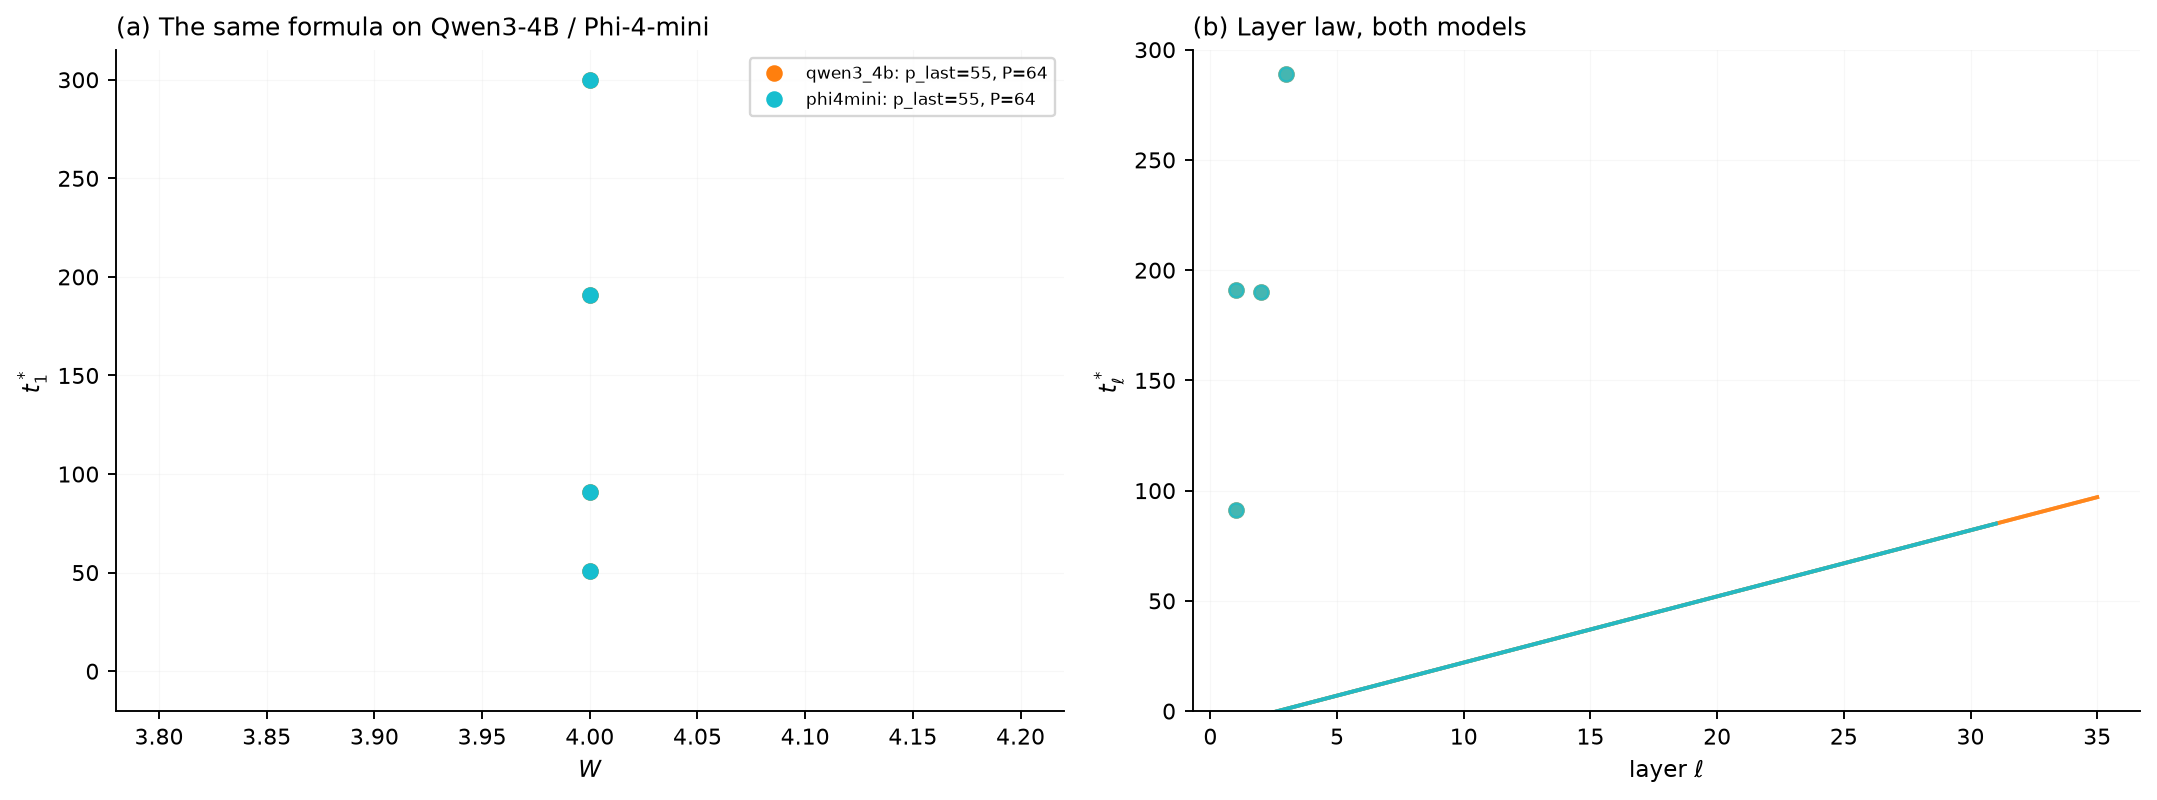 (a) The same formula on Qwen3-4B / Phi-4-mini
300
250
200
150
100
50
0
t₁*
3.80 3.85 3.90 3.95 4.00 4.05 4.10 4.15 4.20
W
qwen3_4b: p_last=55, P=64
phi4mini: p_last=55, P=64
(b) Layer law, both models
300
250
200
150
100
50
0
t_ℓ*
0 5 10 15 20 25 30 35
layer ℓ